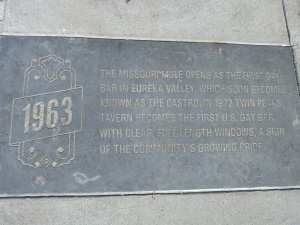 1963
THE MISSOURI MULE OPENS AS THE FIRST GAY
BAR IN EUREKA VALLEY, WHICH SOON BECOMES
KNOWN AS THE CASTRO. IN 1972 TWIN PEAKS
TAVERN BECOMES THE FIRST U.S. GAY BAR
WITH CLEAR, FULL LENGTH WINDOWS, A SIGN
OF THE COMMUNITY'S GROWING PRIDE.